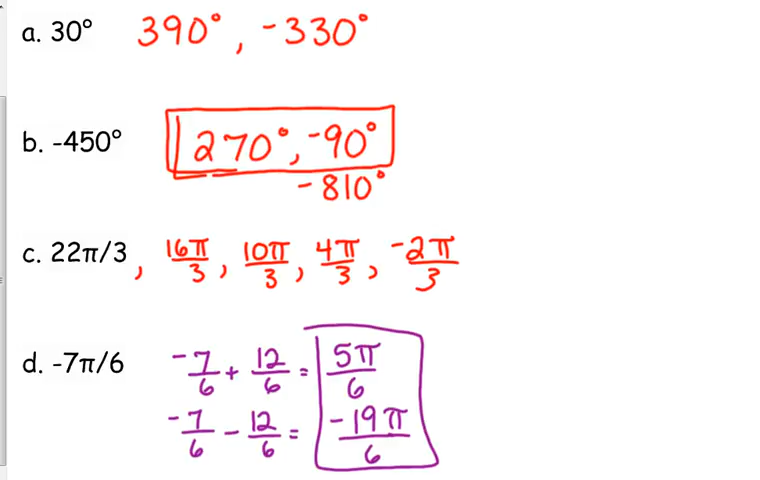 a. 30° 390°, -330°
b. -450° 270°, -90°
-810°
c. 22π/3, 16π/3, 10π/3, 4π/3, -2π/3
d. -7π/6 -7/6 + 12/6 = 5π/6
-7/6 - 12/6 = -19π/6